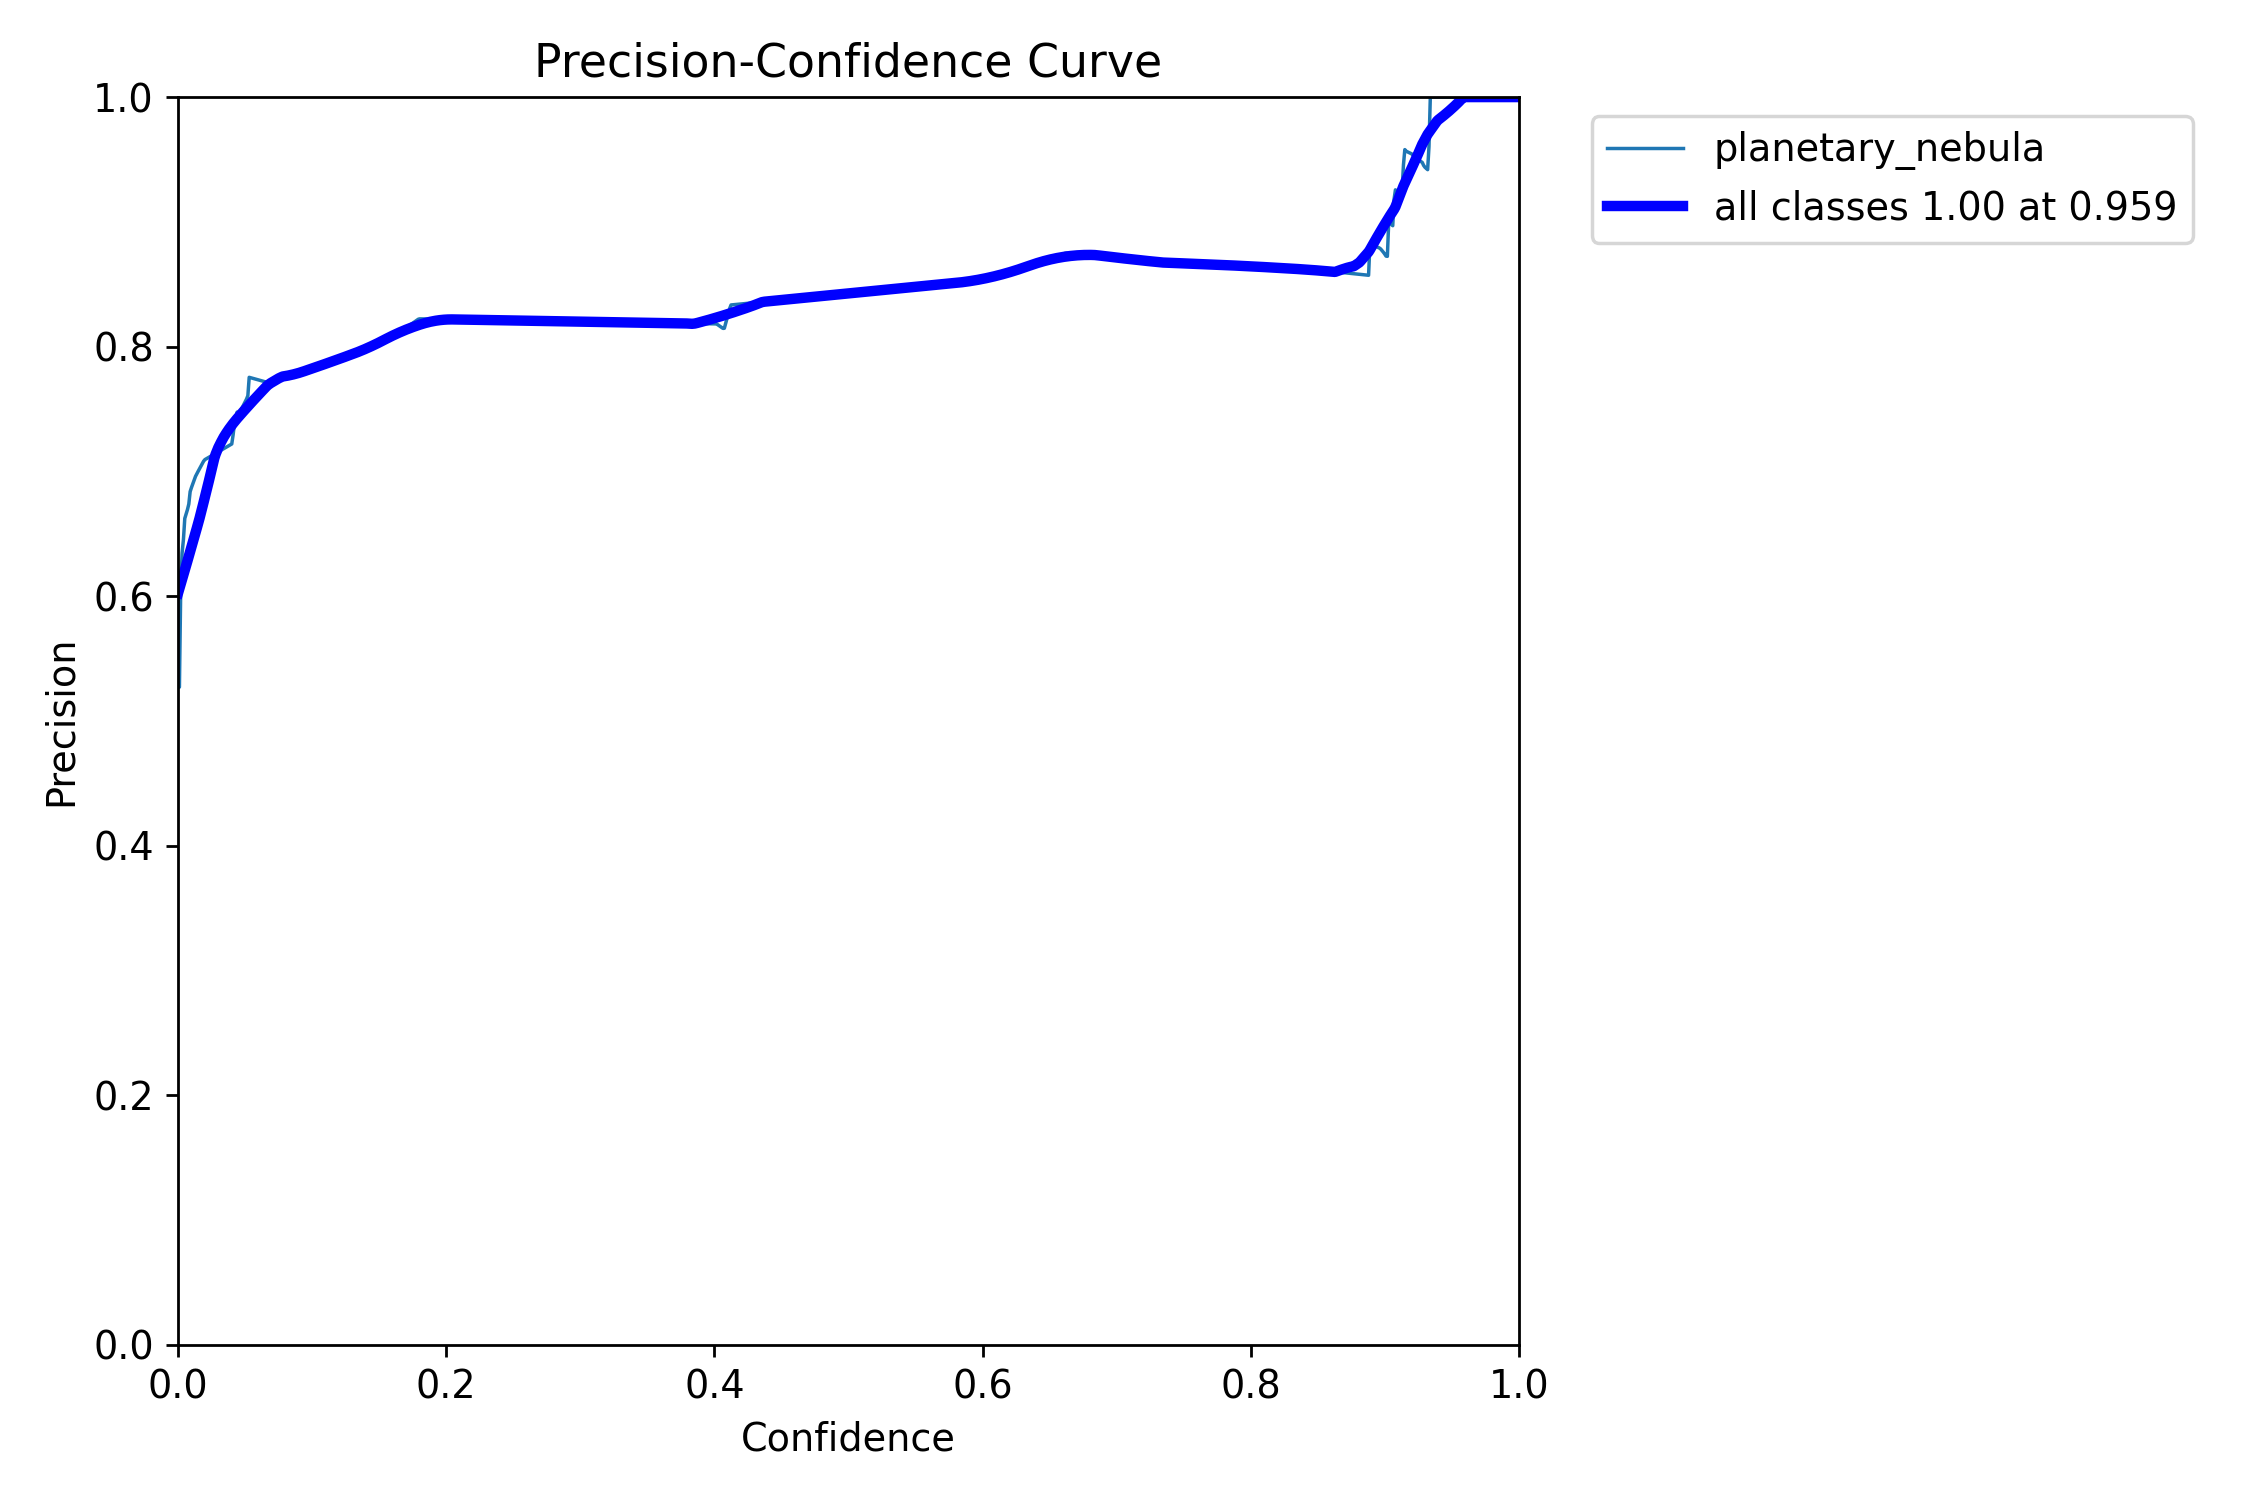 Precision-Confidence Curve
1.0
0.8
0.6
0.4
0.2
0.0
Precision
0.0 0.2 0.4 0.6 0.8 1.0
Confidence
planetary_nebula
all classes 1.00 at 0.959